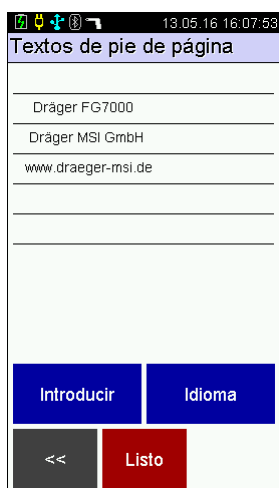 13.05.16 16:07:53
Textos de pie de página
Dräger FG7000
Dräger MSI GmbH
www.draeger-msi.de
Introducir Idioma
<< Listo